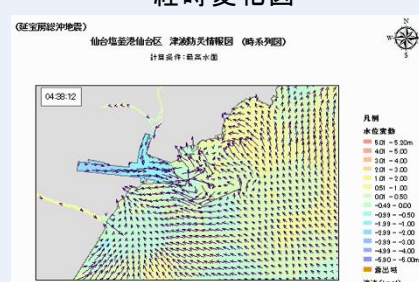 経時変化図
(延宝房総沖地震)
仙台塩釜港仙台区 津波防災情報図 (時系列図)
計算条件:最高水面
N
04:38:12
凡例
水位変動
5.01 - 5.20m
4.01 - 5.00
3.01 - 4.00
2.01 - 3.00
1.01 - 2.00
0.51 - 1.00
0.01 - 0.50
-0.49 - 0.00
-0.99 - -0.50
-1.99 - -1.00
-2.99 - -2.00
-3.99 - -3.00
-4.99 - -4.00
-5.90 - -5.00m
露出域